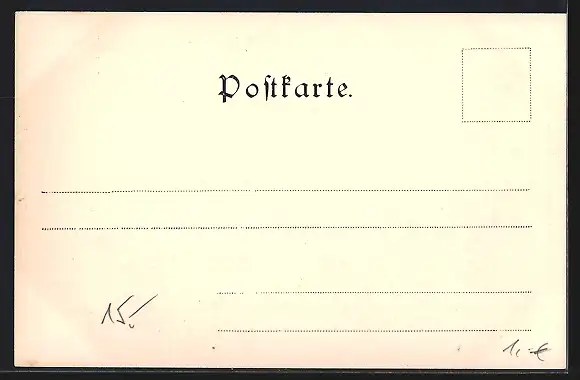 Poſtkarte.
15.-
1,-€